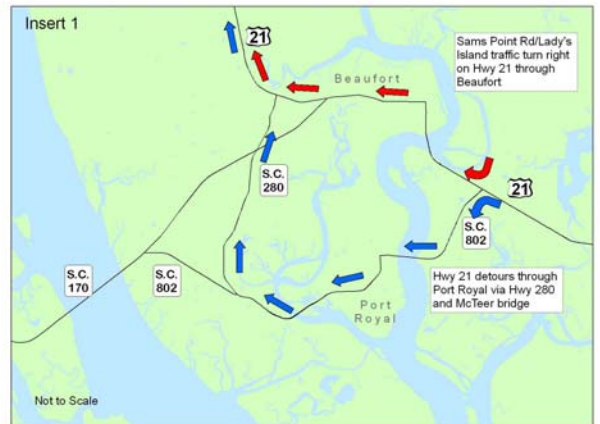 Insert 1
21
Sams Point Rd/Lady's
Island traffic turn right
on Hwy 21 through
Beaufort
Beaufort
S.C.
280
21
S.C.
802
Hwy 21 detours through
Port Royal via Hwy 280
and McTeer bridge
S.C.
170
S.C.
802
Port
Royal
Not to Scale